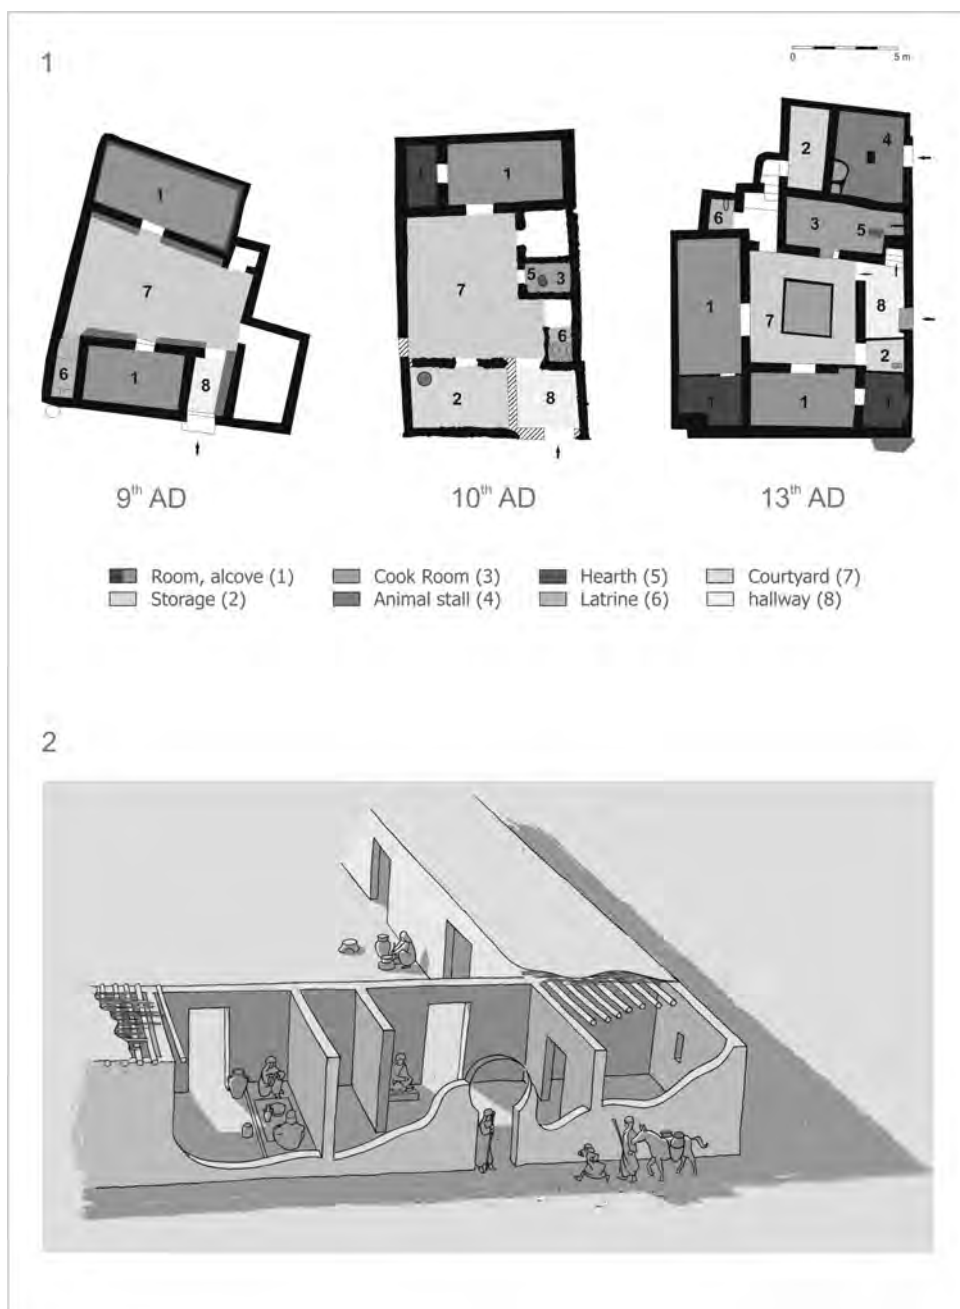 1
0 5 m
1
7
6
1
8
1
1
7
5
3
6
2
8
2
4
6
3
5
1
7
8
2
1
1
1
9th AD
10th AD
13th AD
Room, alcove (1)
Cook Room (3)
Hearth (5)
Courtyard (7)
Storage (2)
Animal stall (4)
Latrine (6)
hallway (8)
2